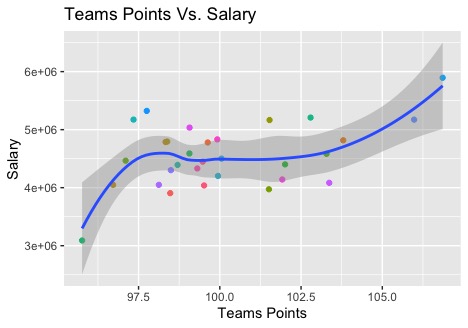 Teams Points Vs. Salary
6e+06
5e+06
4e+06
3e+06
Salary
97.5 100.0 102.5 105.0
Teams Points